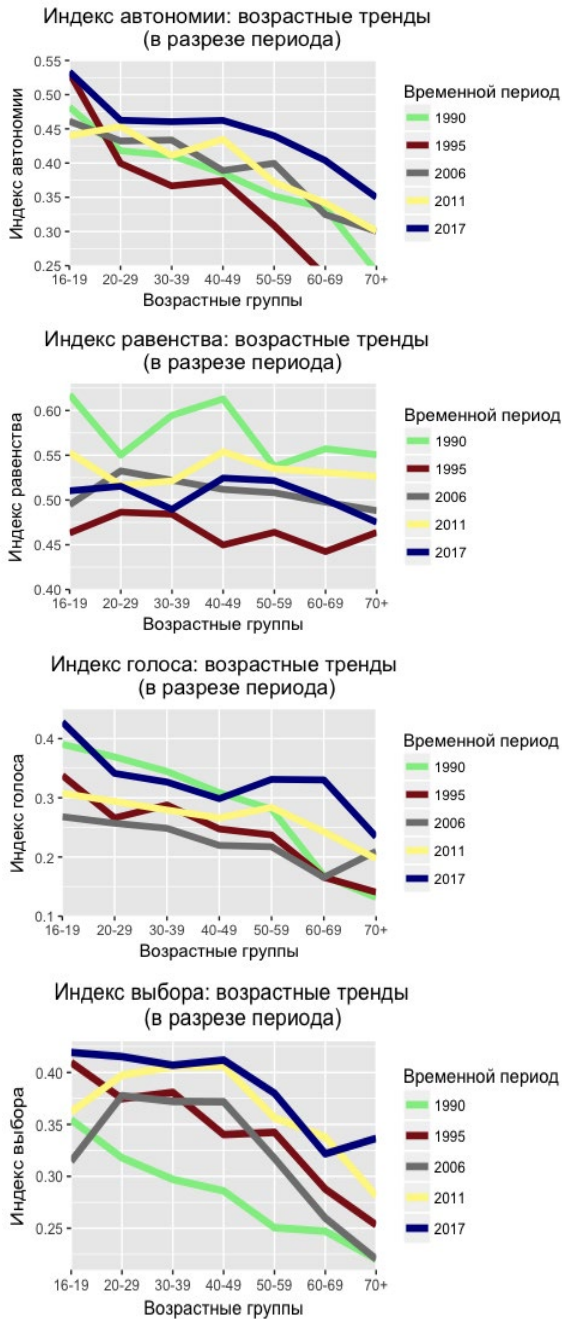 Индекс автономии: возрастные тренды
(в разрезе периода)
Индекс автономии
0.55
0.50
0.45
0.40
0.35
0.30
0.25
16-19 20-29 30-39 40-49 50-59 60-69 70+
Возрастные группы
Временной период
1990
1995
2006
2011
2017
Индекс равенства: возрастные тренды
(в разрезе периода)
Индекс равенства
0.60
0.55
0.50
0.45
0.40
16-19 20-29 30-39 40-49 50-59 60-69 70+
Возрастные группы
Временной период
1990
1995
2006
2011
2017
Индекс голоса: возрастные тренды
(в разрезе периода)
Индекс голоса
0.4
0.3
0.2
0.1
16-19 20-29 30-39 40-49 50-59 60-69 70+
Возрастные группы
Временной период
1990
1995
2006
2011
2017
Индекс выбора: возрастные тренды
(в разрезе периода)
Индекс выбора
0.40
0.35
0.30
0.25
16-19 20-29 30-39 40-49 50-59 60-69 70+
Возрастные группы
Временной период
1990
1995
2006
2011
2017